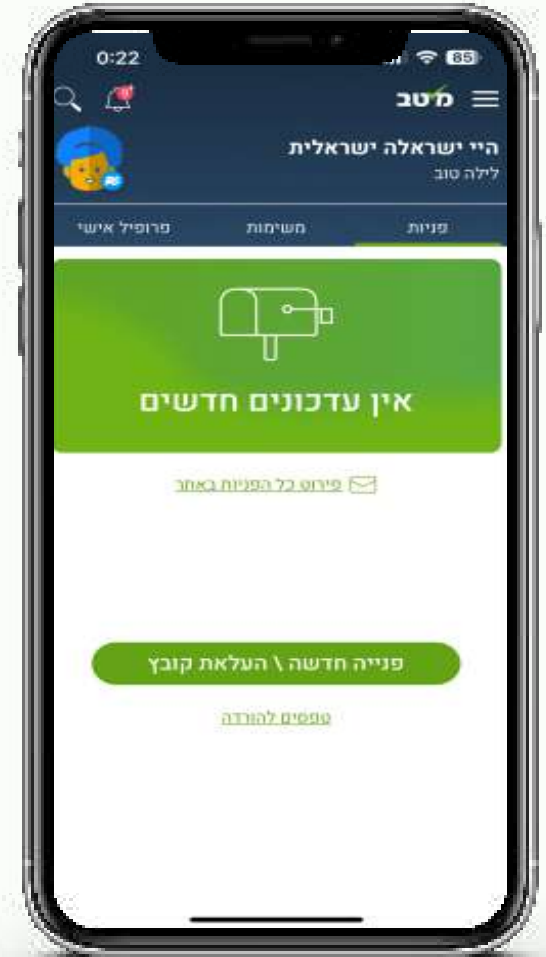 0:22
85
מטב
היי ישראלה ישראלית
לילה טוב
פניות משימות פרופיל אישי
אין עדכונים חדשים
פירוט כל הפניות באתר
פנייה חדשה \ העלאת קובץ
טפסים להורדה